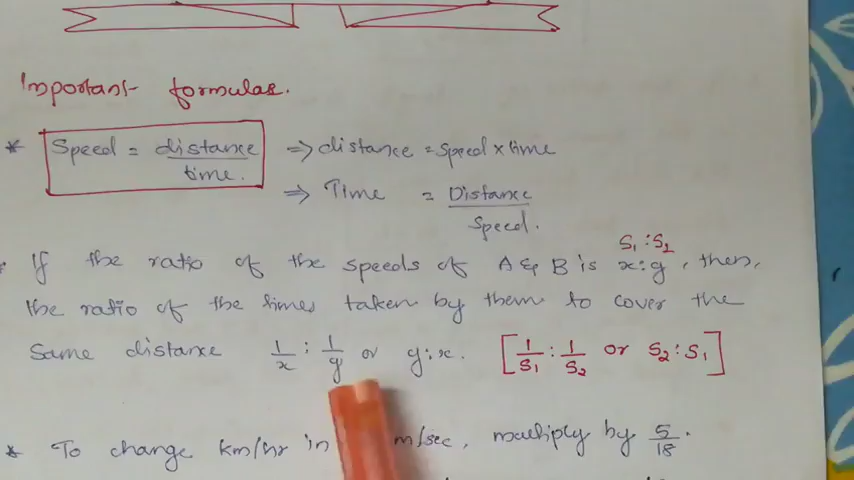 Important formulas.
* Speed = distance/time. => distance = speed x time
=> Time = Distance/Speed.
S1 : S2
If the ratio of the speeds of A & B is x:y, then,
the ratio of the times taken by them to cover the
same distance 1/x : 1/y or y:x. [1/S1 : 1/S2 or S2 : S1]
* To change km/hr in m/sec, multiply by 5/18.